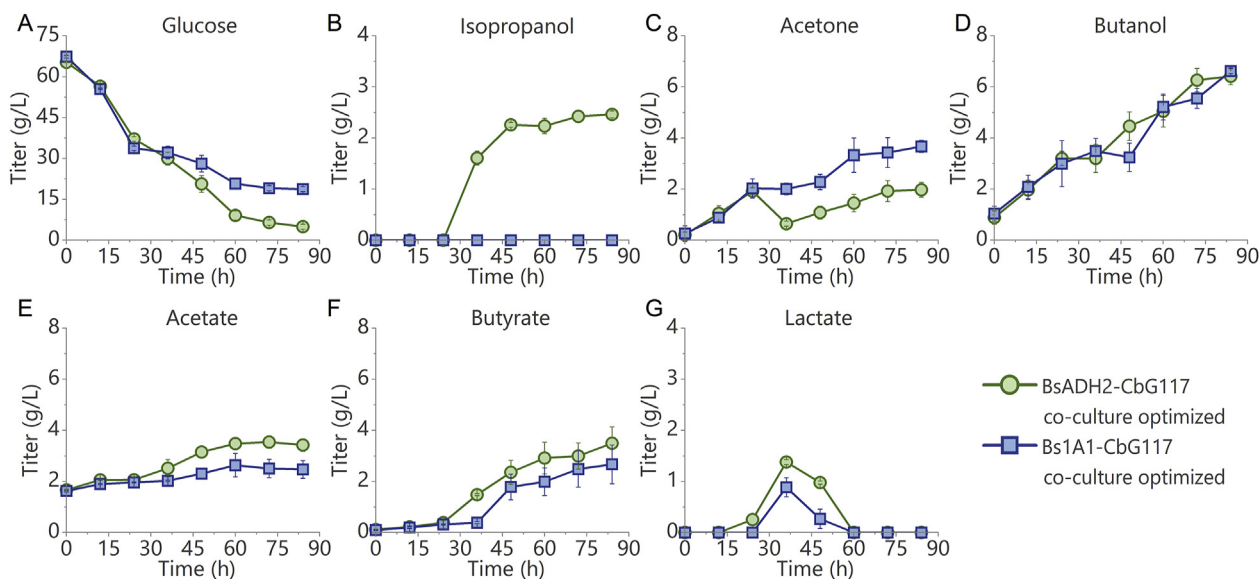 A
Glucose
75
60
45
30
15
0
Titer (g/L)
0 15 30 45 60 75 90
Time (h)
B
Isopropanol
4
3
2
1
0
Titer (g/L)
0 15 30 45 60 75 90
Time (h)
C
Acetone
8
6
4
2
0
Titer (g/L)
0 15 30 45 60 75 90
Time (h)
D
Butanol
8
6
4
2
0
Titer (g/L)
0 15 30 45 60 75 90
Time (h)
E
Acetate
8
6
4
2
0
Titer (g/L)
0 15 30 45 60 75 90
Time (h)
F
Butyrate
8
6
4
2
0
Titer (g/L)
0 15 30 45 60 75 90
Time (h)
G
Lactate
4
3
2
1
0
Titer (g/L)
0 15 30 45 60 75 90
Time (h)
BsADH2-CbG117
co-culture optimized
Bs1A1-CbG117
co-culture optimized